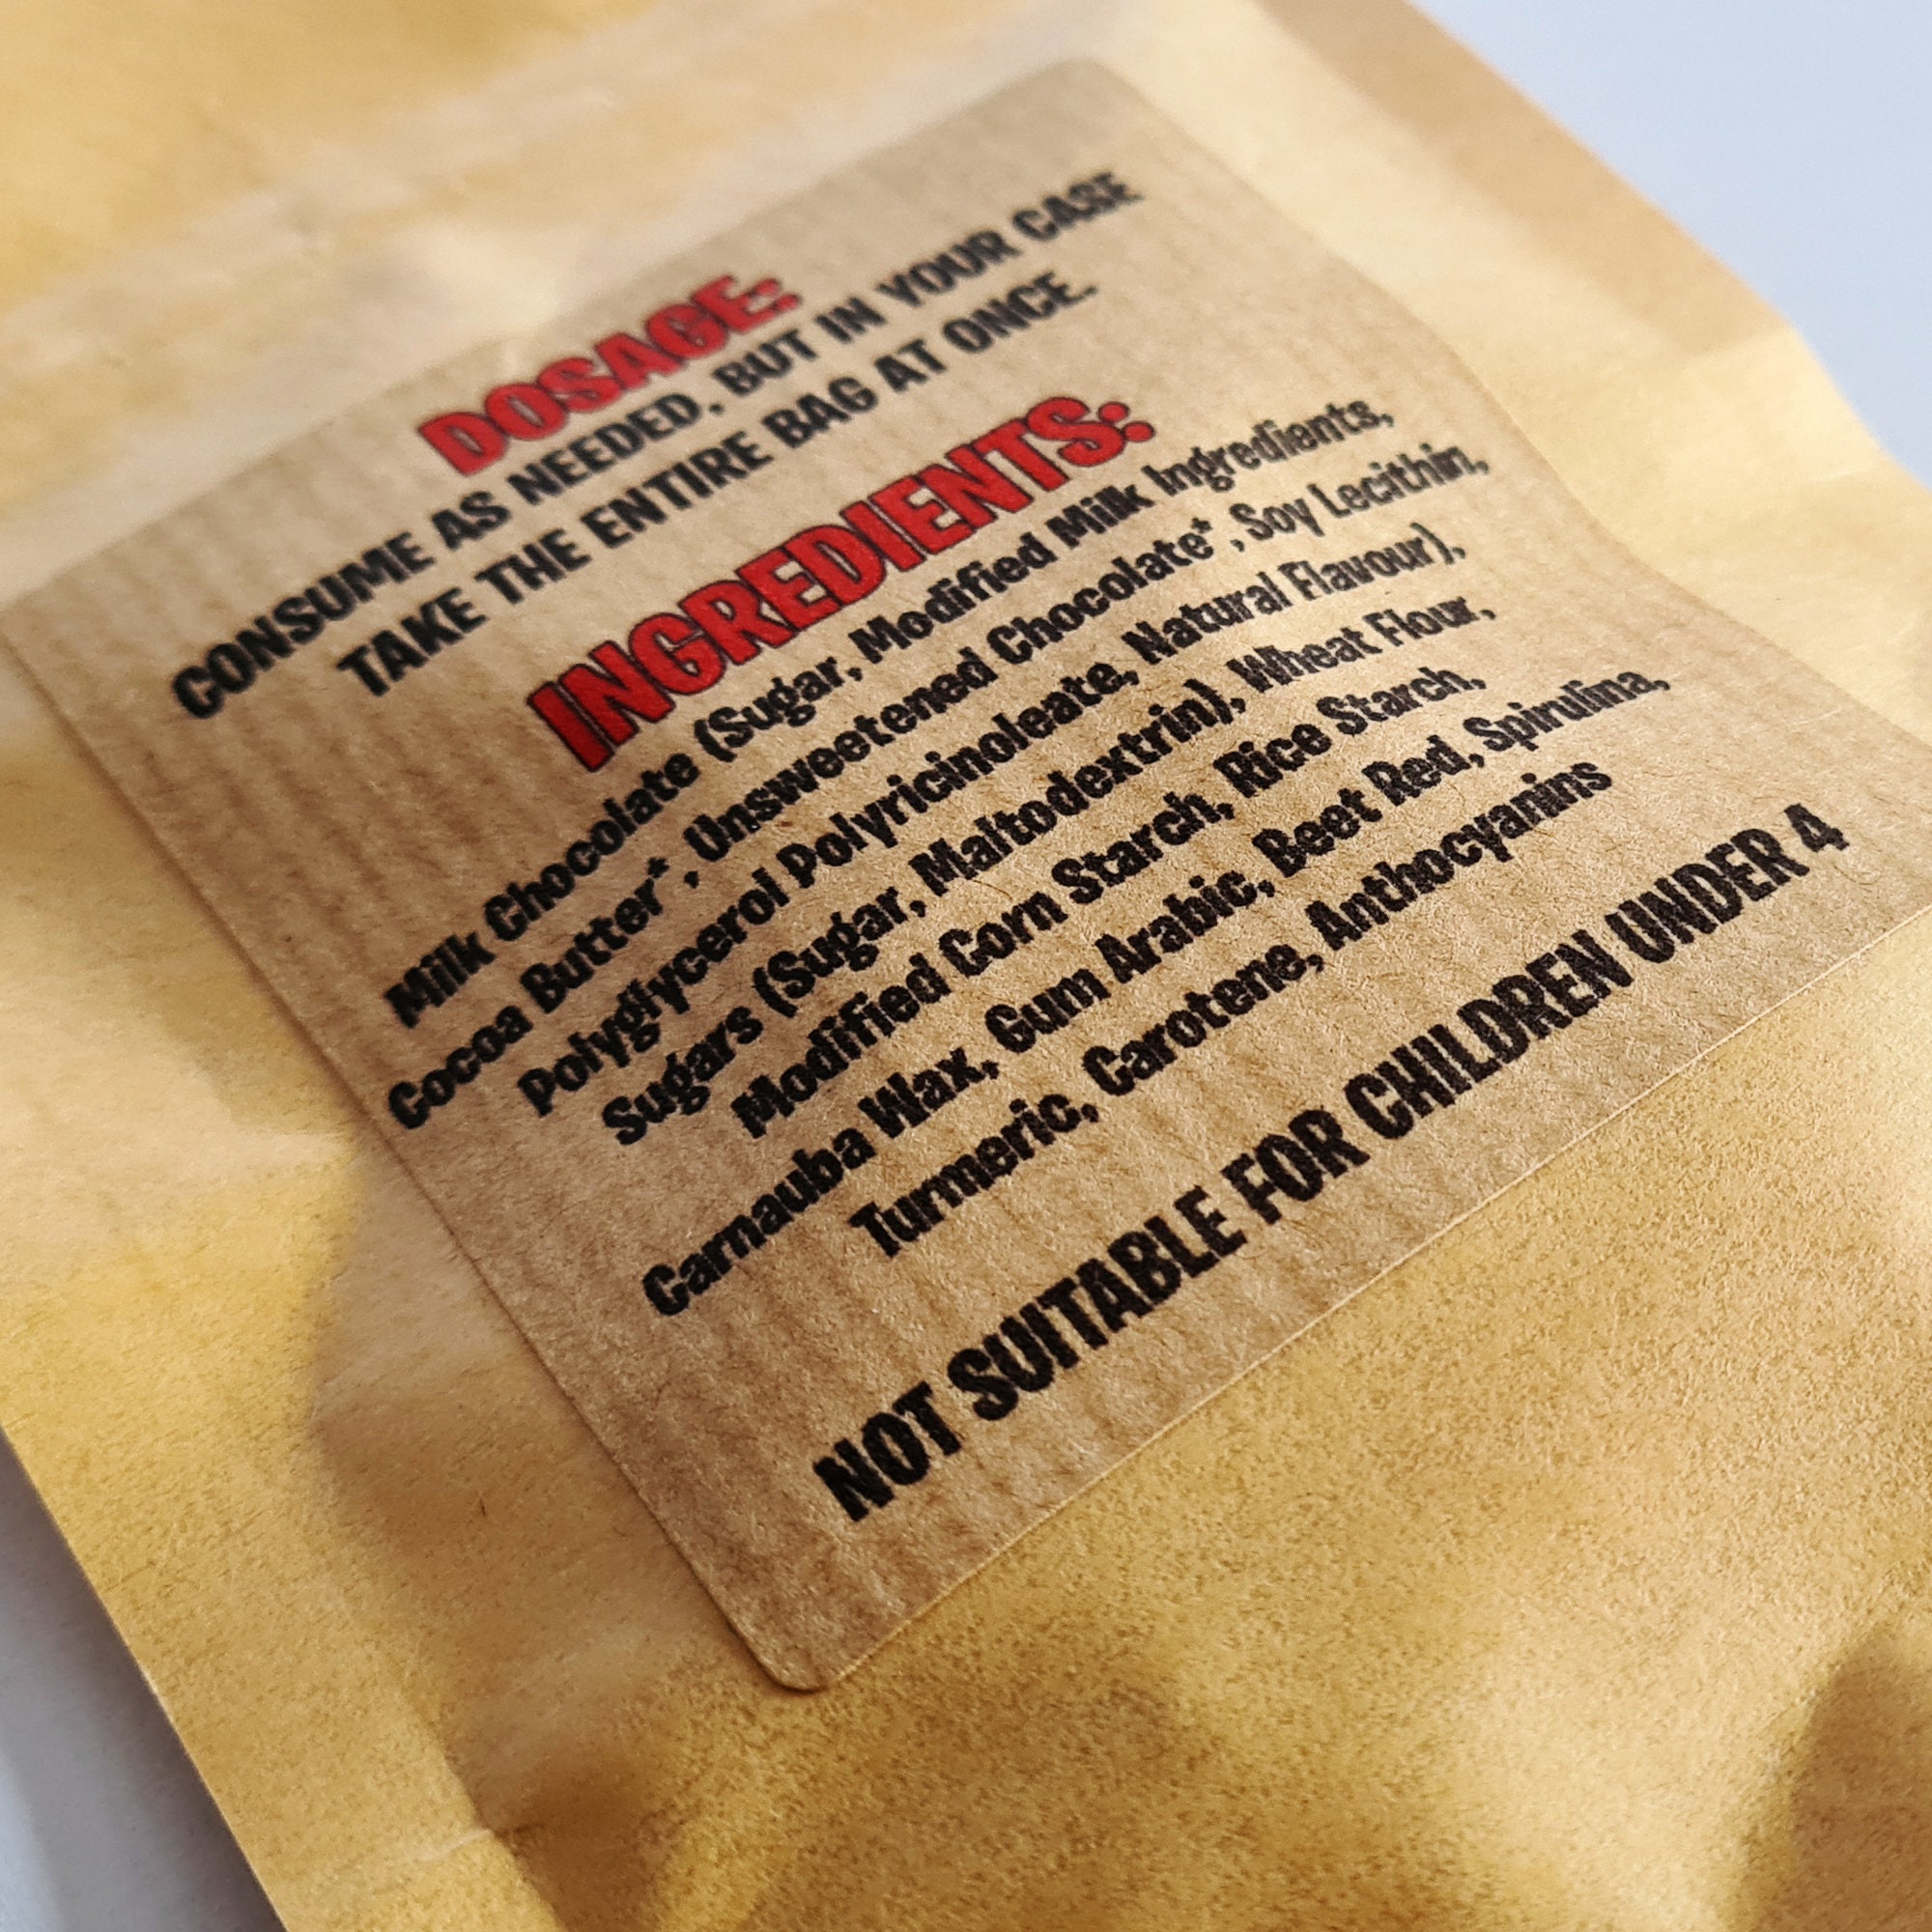 DOSAGE:
CONSUME AS NEEDED. BUT IN YOUR CASE
TAKE THE ENTIRE BAG AT ONCE.
INGREDIENTS:
Milk Chocolate (Sugar, Modified Milk Ingredients,
Cocoa Butter*, Unsweetened Chocolate*, Soy Lecithin,
Polyglycerol Polyricinoleate, Natural Flavour),
Sugars (Sugar, Maltodextrin), Wheat Flour,
Modified Corn Starch, Rice Starch,
Carnauba Wax, Gum Arabic, Beet Red, Spirulina,
Turmeric, Carotene, Anthocyanins
NOT SUITABLE FOR CHILDREN UNDER 4